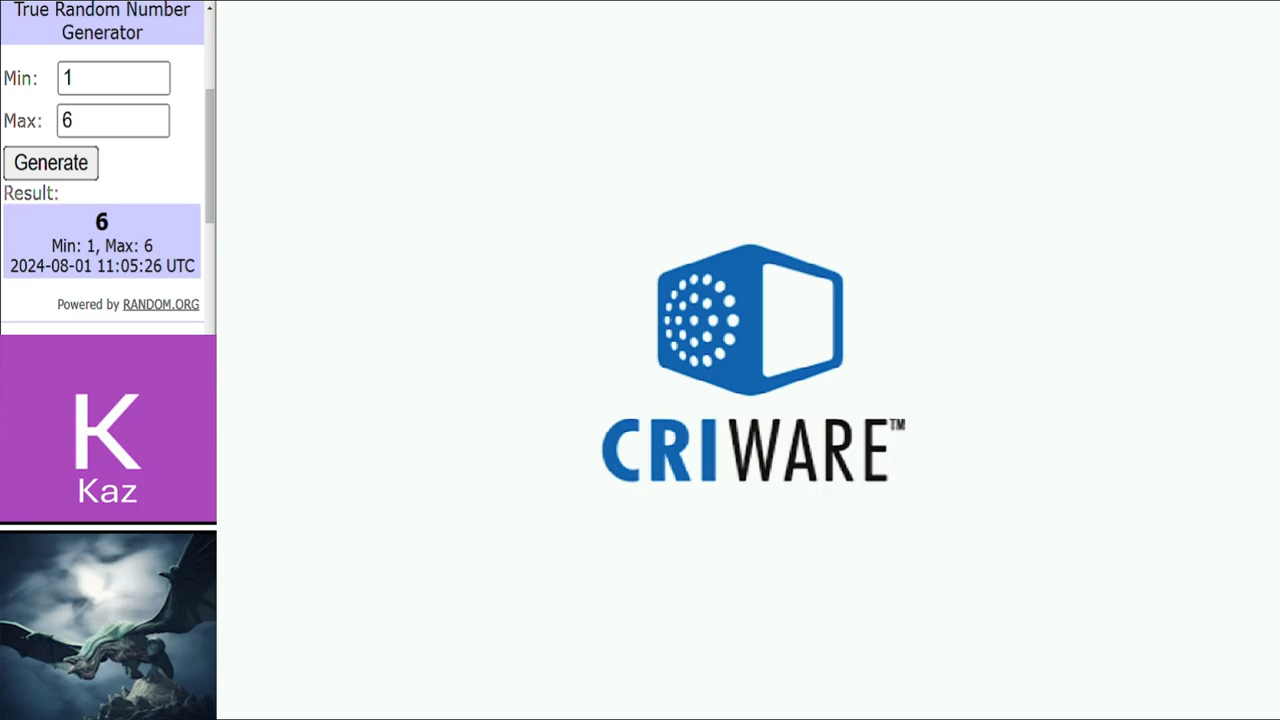 True Random Number
Generator
Min: 1
Max: 6
Generate
Result:
6
Min: 1, Max: 6
2024-08-01 11:05:26 UTC
Powered by RANDOM.ORG
K
Kaz
CRIWARE™